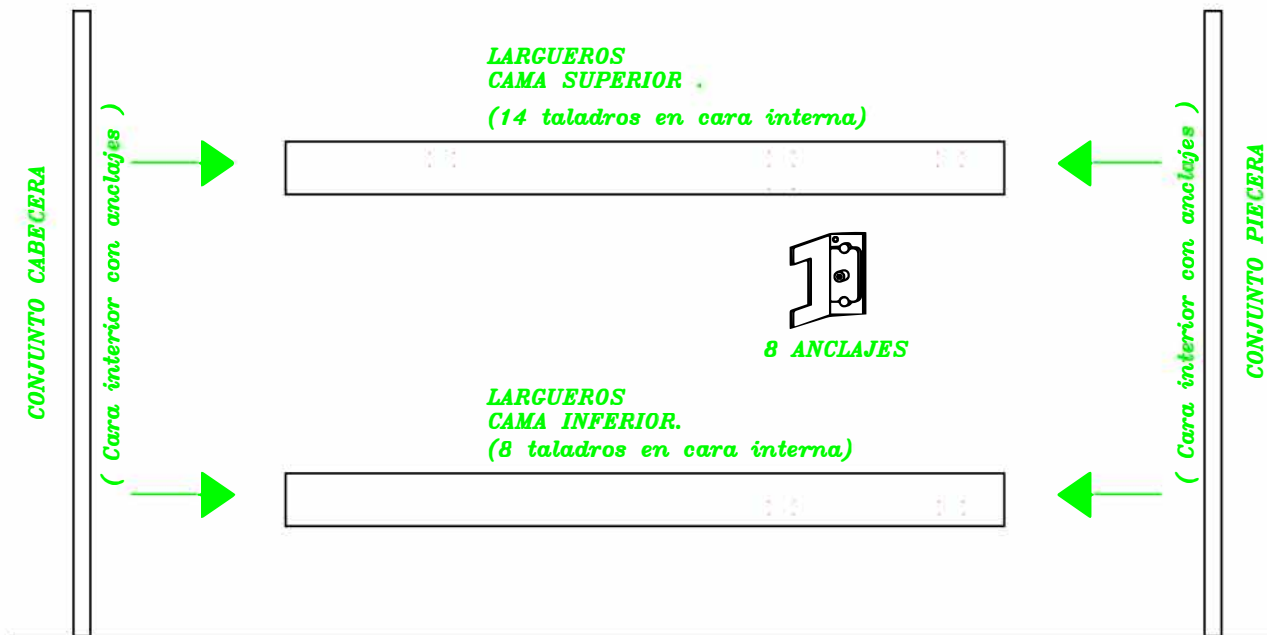 LARGUEROS
CAMA SUPERIOR
(14 taladros en cara interna)
CONJUNTO CABECERA
( Cara interior con anclajes )
( Cara interior con anclajes )
CONJUNTO PIECERA
8 ANCLAJES
LARGUEROS
CAMA INFERIOR.
(8 taladros en cara interna)